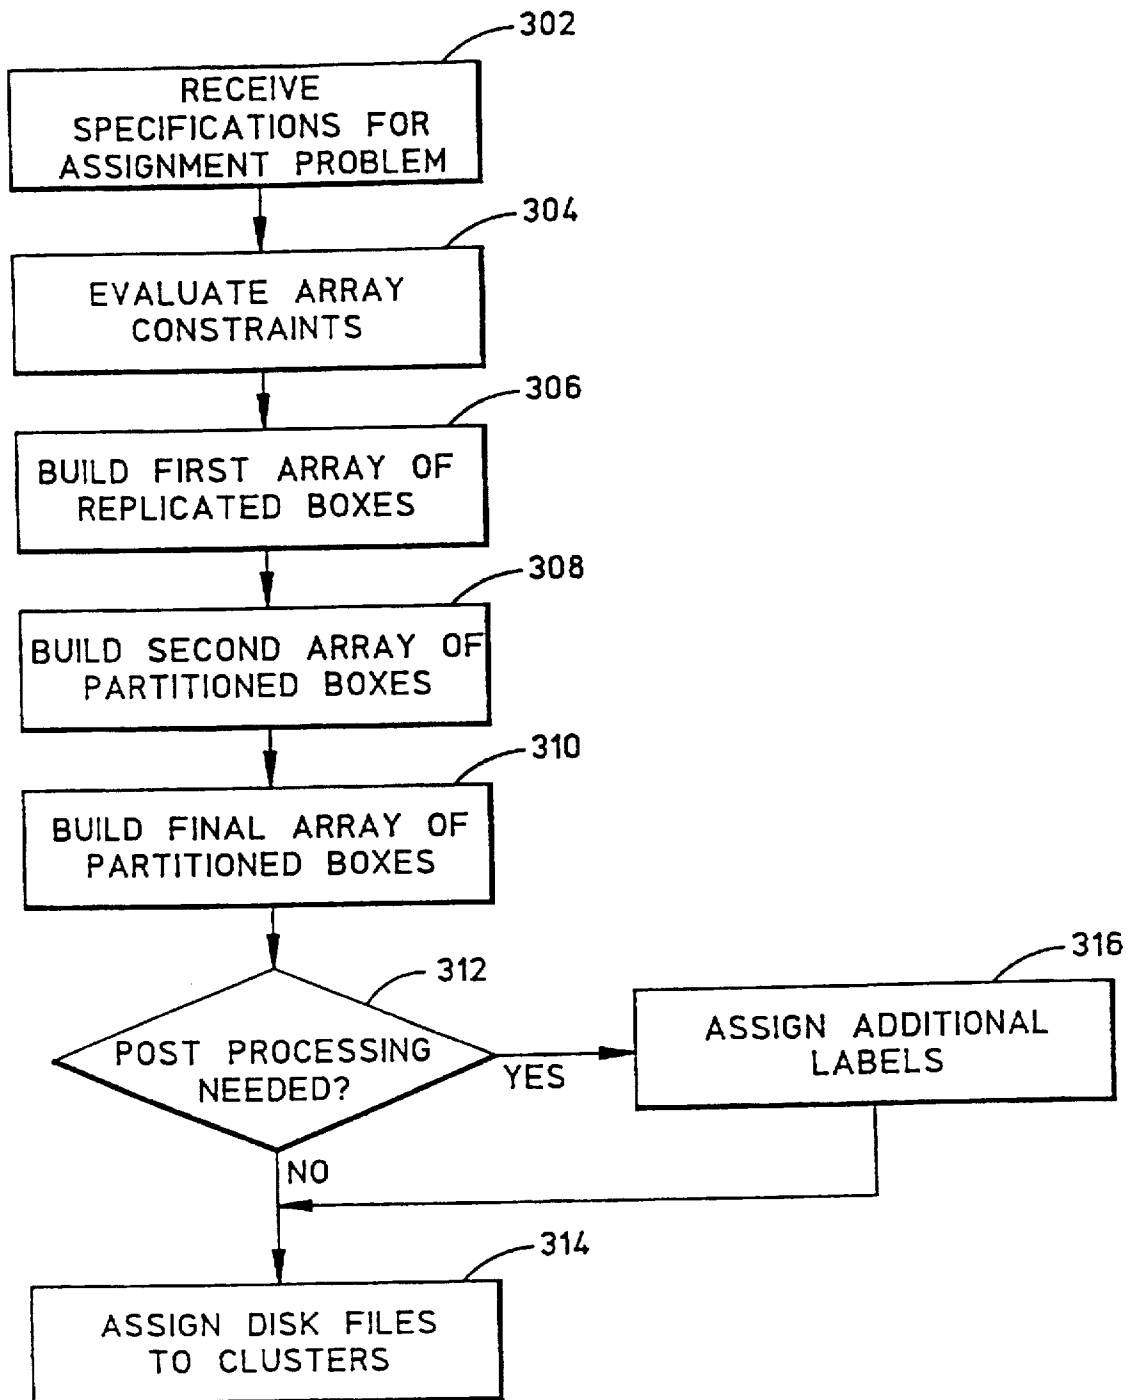 302
RECEIVE
SPECIFICATIONS FOR
ASSIGNMENT PROBLEM
304
EVALUATE ARRAY
CONSTRAINTS
306
BUILD FIRST ARRAY OF
REPLICATED BOXES
308
BUILD SECOND ARRAY OF
PARTITIONED BOXES
310
BUILD FINAL ARRAY OF
PARTITIONED BOXES
312
POST PROCESSING
NEEDED?
YES
316
ASSIGN ADDITIONAL
LABELS
NO
314
ASSIGN DISK FILES
TO CLUSTERS